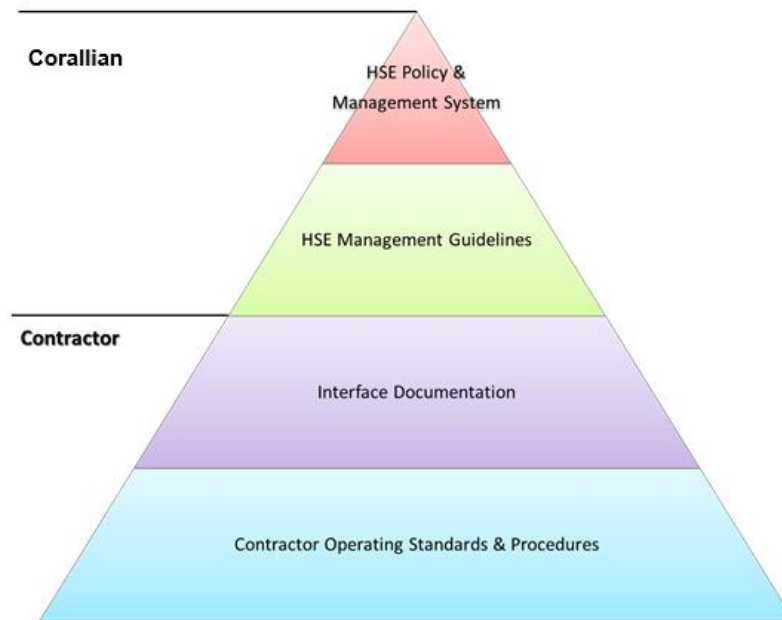 Corallian
HSE Policy &
Management System
HSE Management Guidelines
Contractor
Interface Documentation
Contractor Operating Standards & Procedures